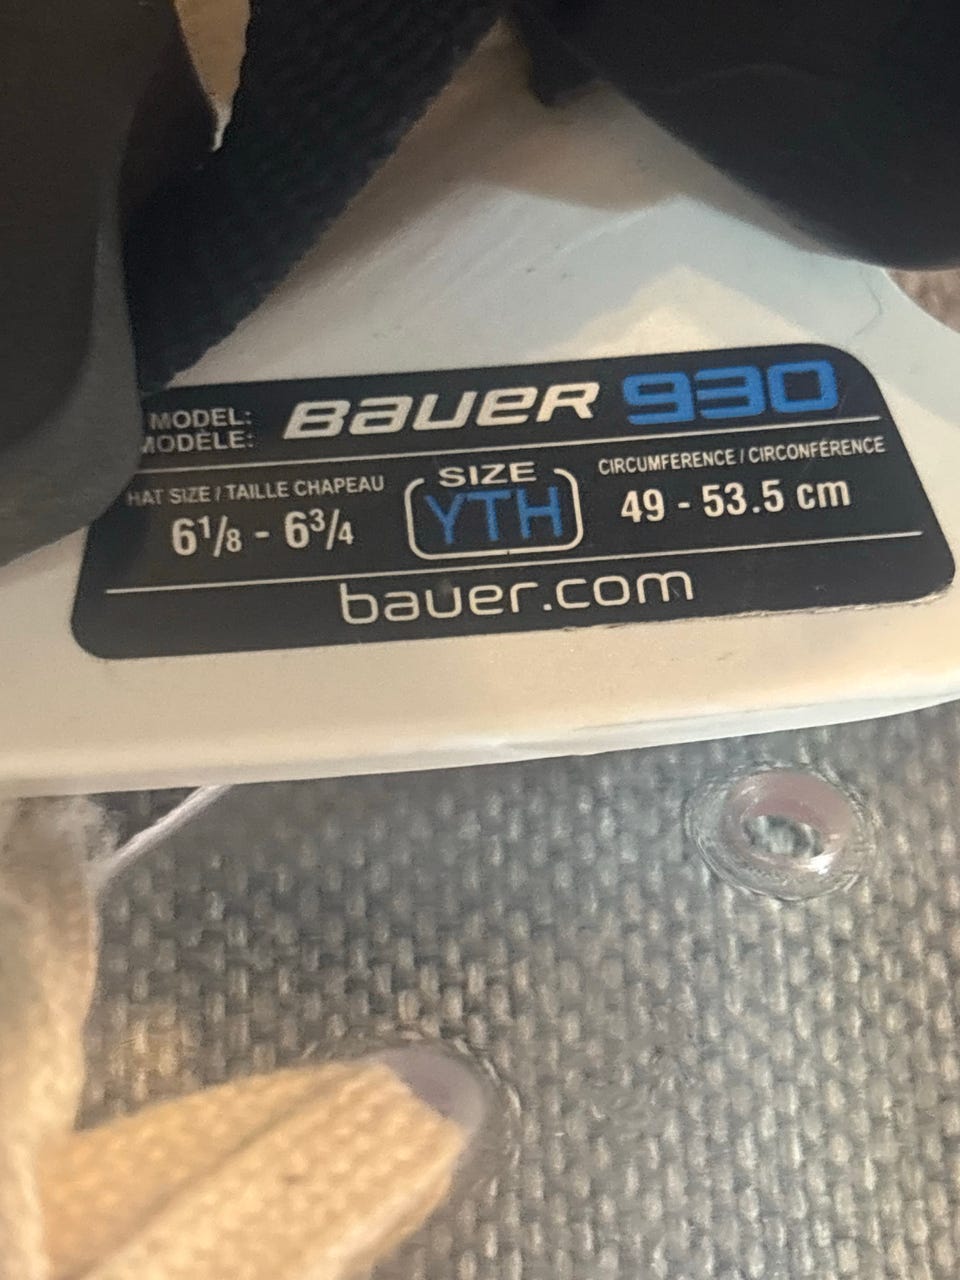 MODEL: BAUER 930
MODÈLE:
HAT SIZE / TAILLE CHAPEAU
6 1/8 - 6 3/4
SIZE
YTH
CIRCUMFERENCE / CIRCONFÉRENCE
49 - 53.5 cm
bauer.com